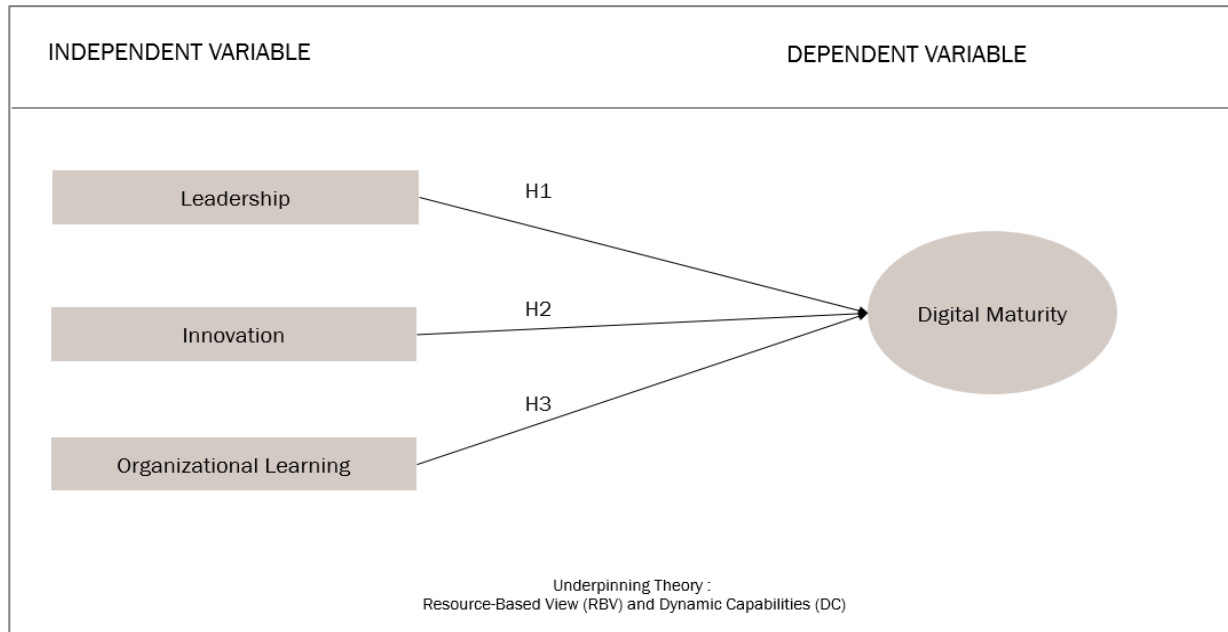 INDEPENDENT VARIABLE
DEPENDENT VARIABLE
Leadership
H1
Innovation
H2
Digital Maturity
H3
Organizational Learning
Underpinning Theory :
Resource-Based View (RBV) and Dynamic Capabilities (DC)